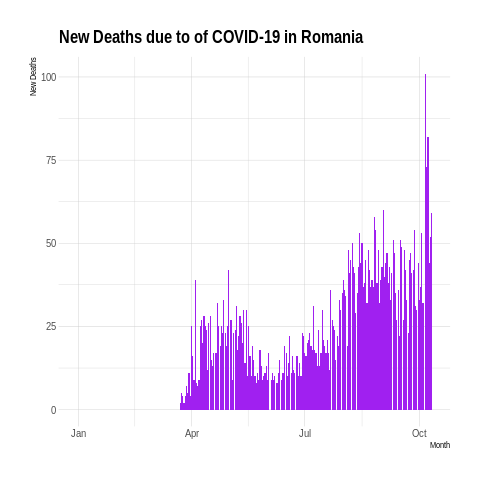 New Deaths due to of COVID-19 in Romania
New Deaths
100
75
50
25
0
Jan Apr Jul Oct
Month